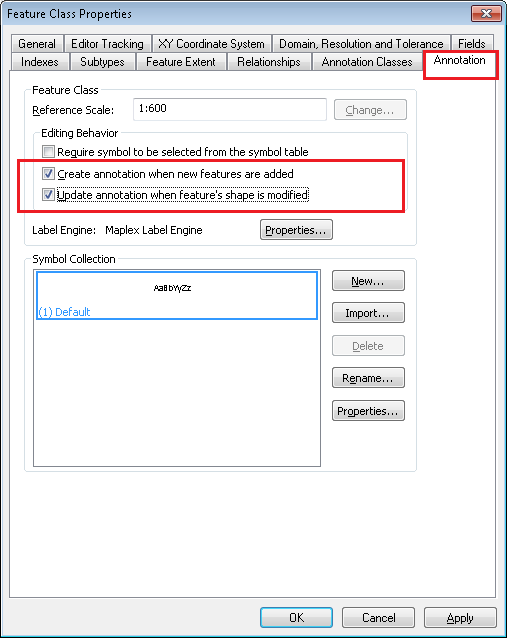 Feature Class Properties
General Editor Tracking XY Coordinate System Domain, Resolution and Tolerance Fields
Indexes Subtypes Feature Extent Relationships Annotation Classes Annotation
Feature Class
Reference Scale: 1:600 Change...
Editing Behavior
Require symbol to be selected from the symbol table
Create annotation when new features are added
Update annotation when feature's shape is modified
Label Engine: Maplex Label Engine Properties...
Symbol Collection
AaBbYyZz
(1) Default
New...
Import...
Delete
Rename...
Properties...
OK Cancel Apply